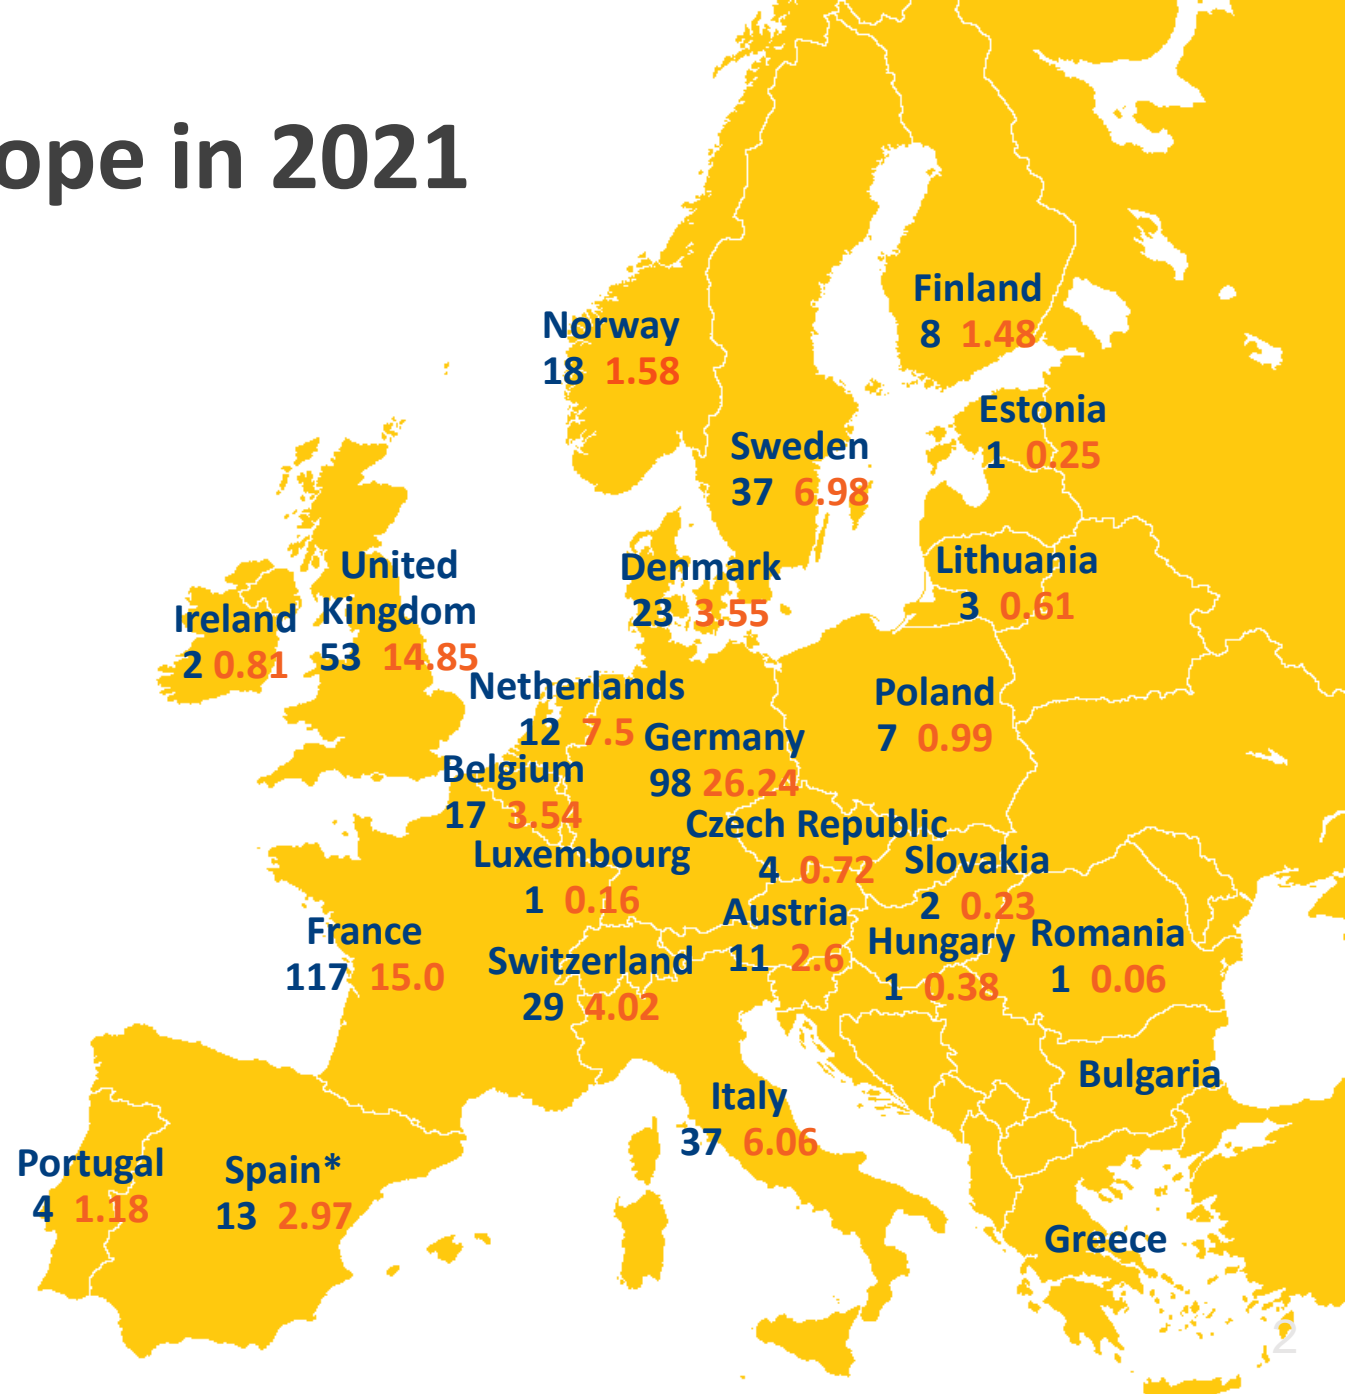 ope in 2021
Finland
8 1.48
Norway
18 1.58
Estonia
1 0.25
Sweden
37 6.98
Lithuania
3 0.61
United
Kingdom
53 14.85
Denmark
23 3.55
Ireland
2 0.81
Netherlands
12 7.5
Poland
7 0.99
Germany
98 26.24
Belgium
17 3.54
Czech Republic
4 0.72
Luxembourg
1 0.16
Slovakia
2 0.23
Austria
11 2.6
France
117 15.0
Hungary
1 0.38
Romania
1 0.06
Switzerland
29 4.02
Bulgaria
Italy
37 6.06
Portugal
4 1.18
Spain*
13 2.97
Greece
2